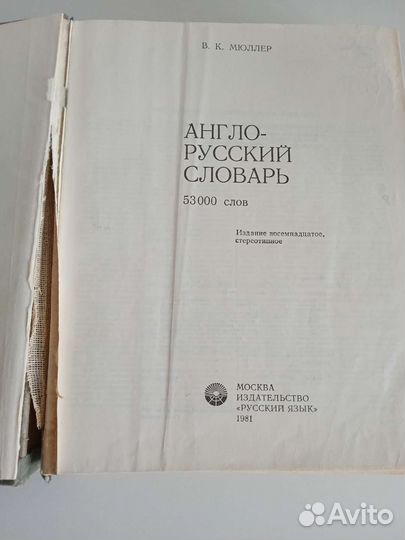 В. К. МЮЛЛЕР
АНГЛО-
РУССКИЙ
СЛОВАРЬ
53000 слов
Издание восемнадцатое,
стереотипное
МОСКВА
ИЗДАТЕЛЬСТВО
«РУССКИЙ ЯЗЫК»
1981
Avito